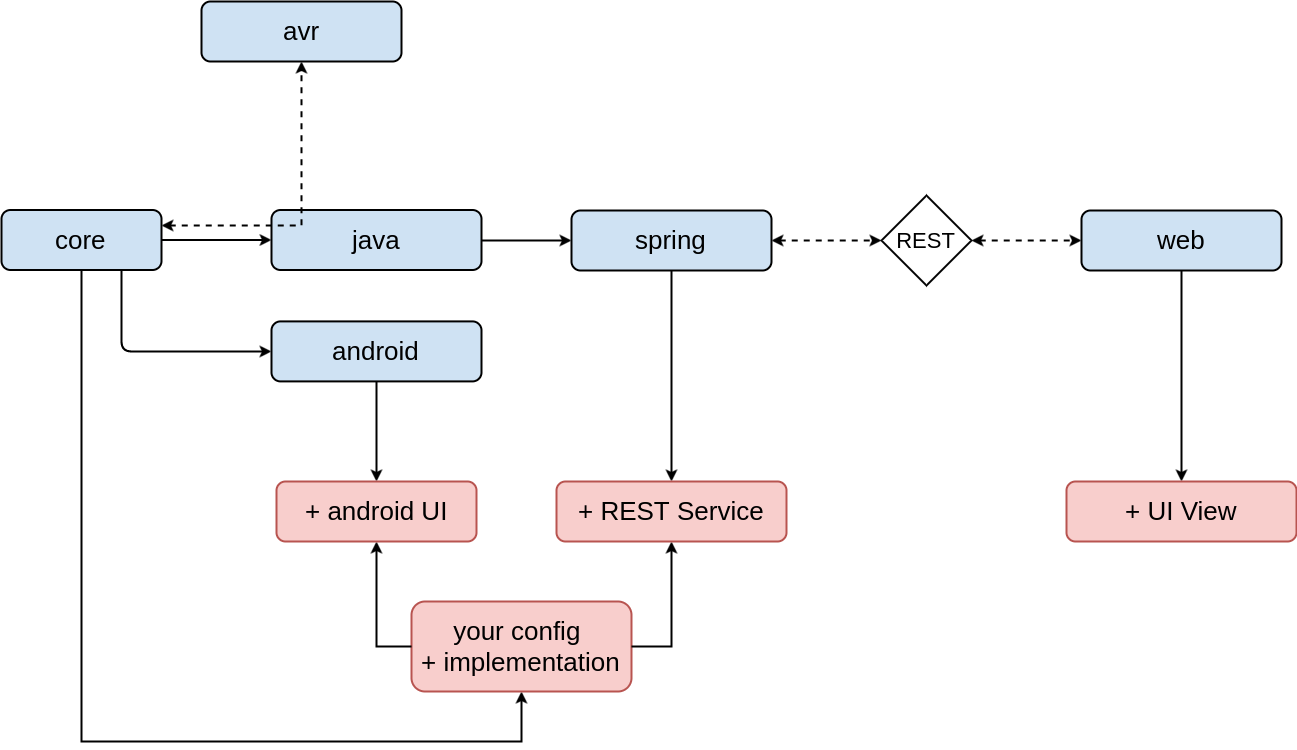 avr
core
java
spring
REST
web
android
+ android UI
+ REST Service
+ UI View
your config
+ implementation